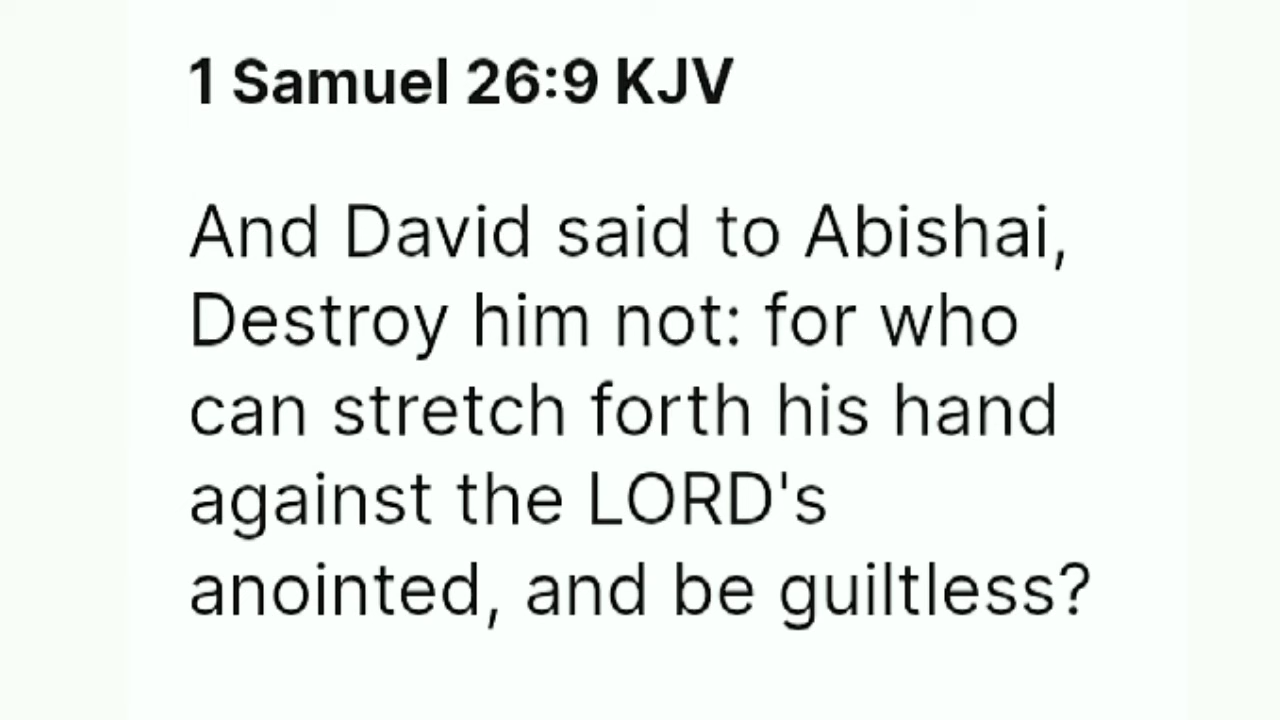 1 Samuel 26:9 KJV
And David said to Abishai,
Destroy him not: for who
can stretch forth his hand
against the LORD's
anointed, and be guiltless?